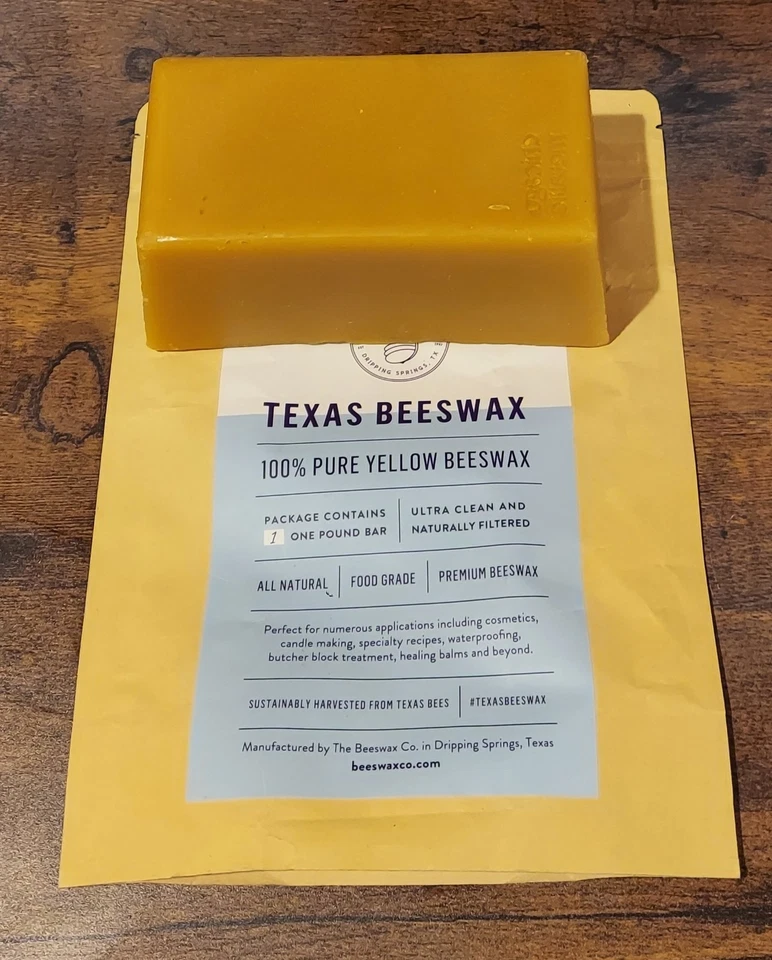 DRIPPING SPRINGS, TX
TEXAS BEESWAX
100% PURE YELLOW BEESWAX
PACKAGE CONTAINS
1 ONE POUND BAR
ULTRA CLEAN AND
NATURALLY FILTERED
ALL NATURAL
FOOD GRADE
PREMIUM BEESWAX
Perfect for numerous applications including cosmetics,
candle making, specialty recipes, waterproofing,
butcher block treatment, healing balms and beyond.
SUSTAINABLY HARVESTED FROM TEXAS BEES
#TEXASBEESWAX
Manufactured by The Beeswax Co. in Dripping Springs, Texas
beeswaxco.com